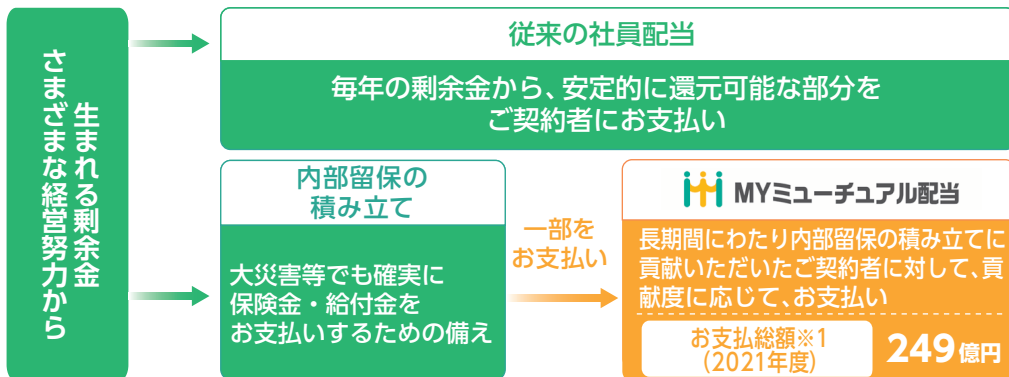 さまざまな経営努力から
生まれる剰余金
従来の社員配当
毎年の剰余金から、安定的に還元可能な部分を
ご契約者にお支払い
内部留保の
積み立て
大災害等でも確実に
保険金・給付金を
お支払いするための備え
一部を
お支払い
MYミューチュアル配当
長期間にわたり内部留保の積み立てに
貢献いただいたご契約者に対して、貢
献度に応じて、お支払い
お支払総額※1
(2021年度)
249億円